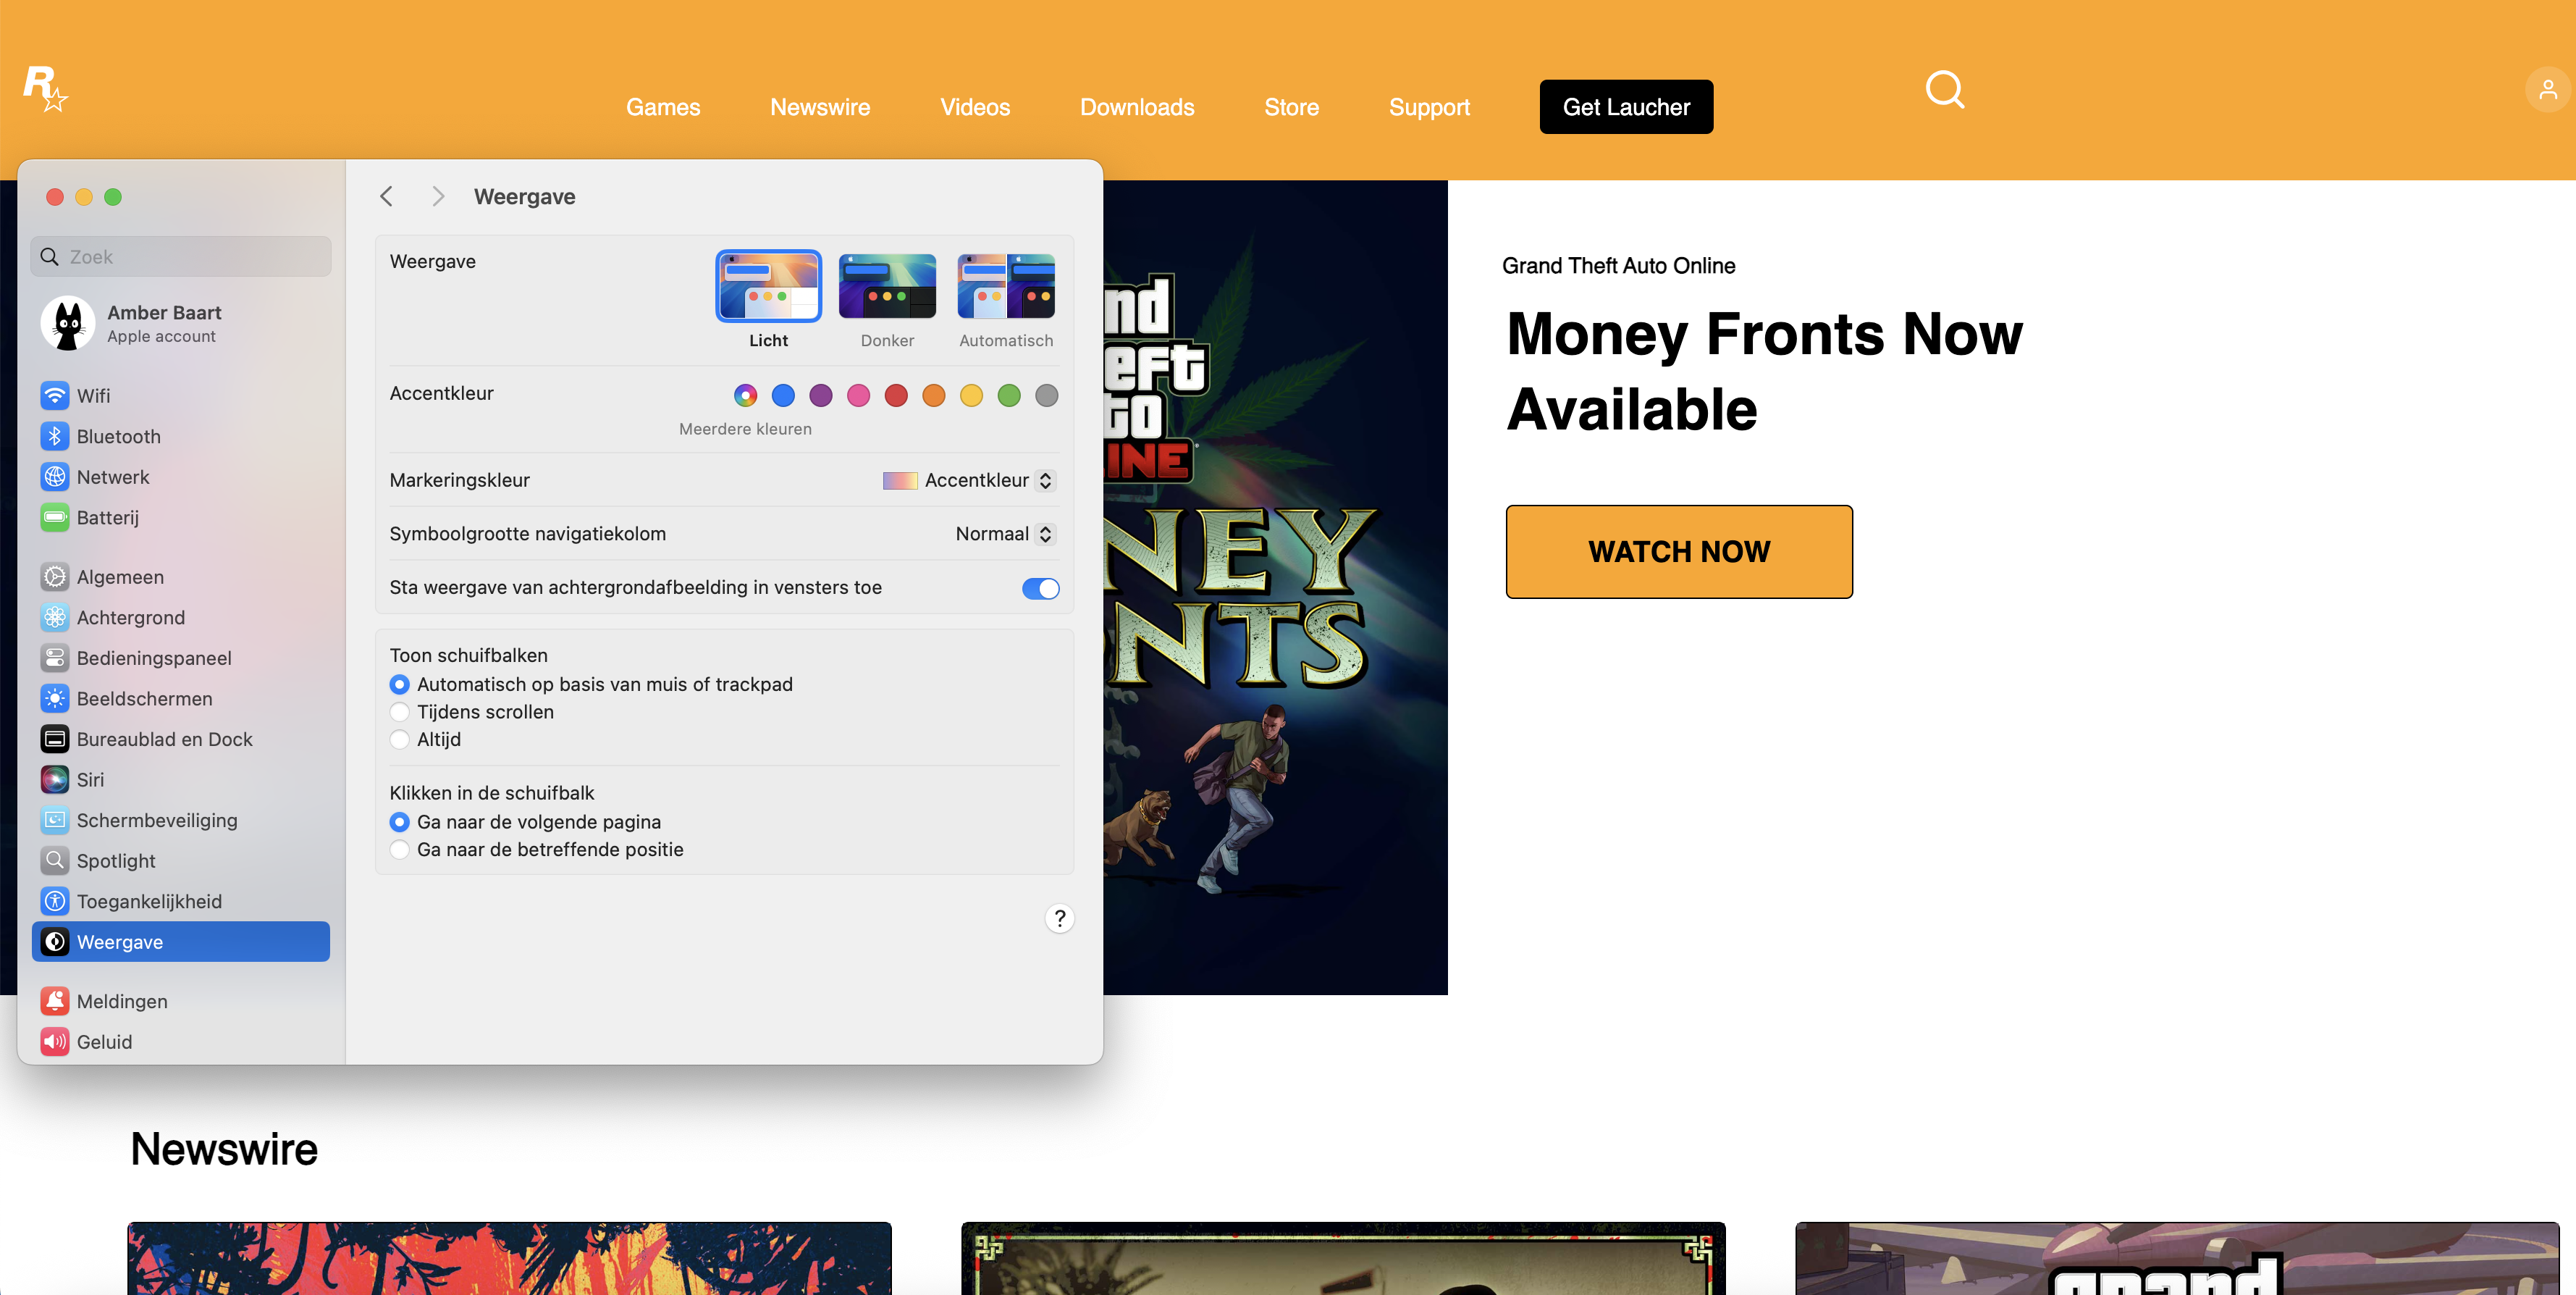 R
Games Newswire Videos Downloads Store Support Get Laucher
Weergave
Zoek
Amber Baart
Apple account
Wifi
Bluetooth
Netwerk
Batterij
Algemeen
Achtergrond
Bedieningspaneel
Beeldschermen
Bureaublad en Dock
Siri
Schermbeveiliging
Spotlight
Toegankelijkheid
Weergave
Meldingen
Geluid
Weergave
Licht Donker Automatisch
Accentkleur
Meerdere kleuren
Markeringskleur Accentkleur
Symboolgrootte navigatiekolom Normaal
Sta weergave van achtergrondafbeelding in vensters toe
Toon schuifbalken
Automatisch op basis van muis of trackpad
Tijdens scrollen
Altijd
Klikken in de schuifbalk
Ga naar de volgende pagina
Ga naar de betreffende positie
?
nd
eft
to
INE
NEY
NTS
Grand Theft Auto Online
Money Fronts Now
Available
WATCH NOW
Newswire
grand